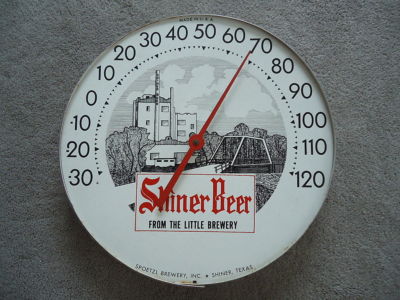 MADE IN U.S.A.
30 20 10 0 10 20 30 40 50 60 70 80 90 100 110 120
Shiner Beer
FROM THE LITTLE BREWERY
SPOETZL BREWERY, INC. ★ SHINER, TEXAS